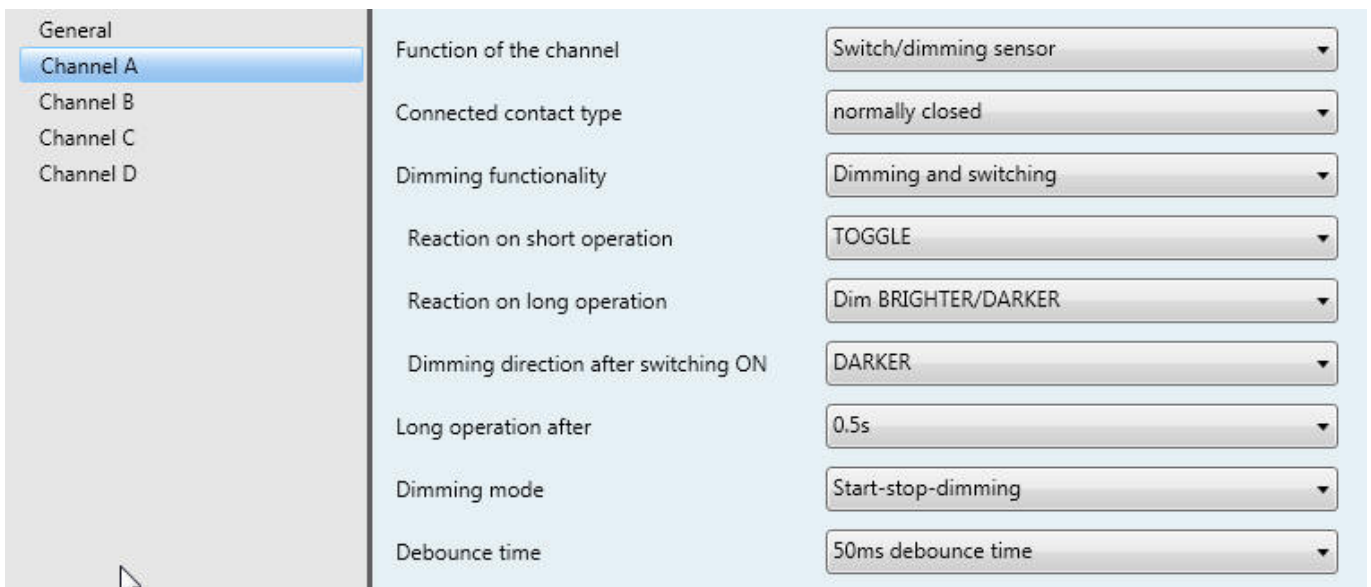 General
Channel A
Channel B
Channel C
Channel D
Function of the channel Switch/dimming sensor
Connected contact type normally closed
Dimming functionality Dimming and switching
Reaction on short operation TOGGLE
Reaction on long operation Dim BRIGHTER/DARKER
Dimming direction after switching ON DARKER
Long operation after 0.5s
Dimming mode Start-stop-dimming
Debounce time 50ms debounce time